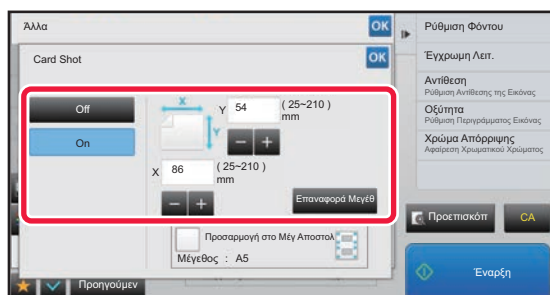 Άλλα
OK
Card Shot
OK
Off
On
X
Y
Y 54 ( 25~210 )
mm
X 86 ( 25~210 )
mm
Επαναφορά Μεγέθ
Προσαρμογή στο Μέγ Αποστολ
Μέγεθος : A5
Προηγούμεν
Ρύθμιση Φόντου
Έγχρωμη Λειτ.
Αντίθεση
Ρύθμιση Αντίθεσης της Εικόνας
Οξύτητα
Ρύθμιση Περιγράμματος Εικόνας
Χρώμα Απόρριψης
Αφαίρεση Χρωματικού Χρώματος
Προεπισκόπ
CA
Έναρξη